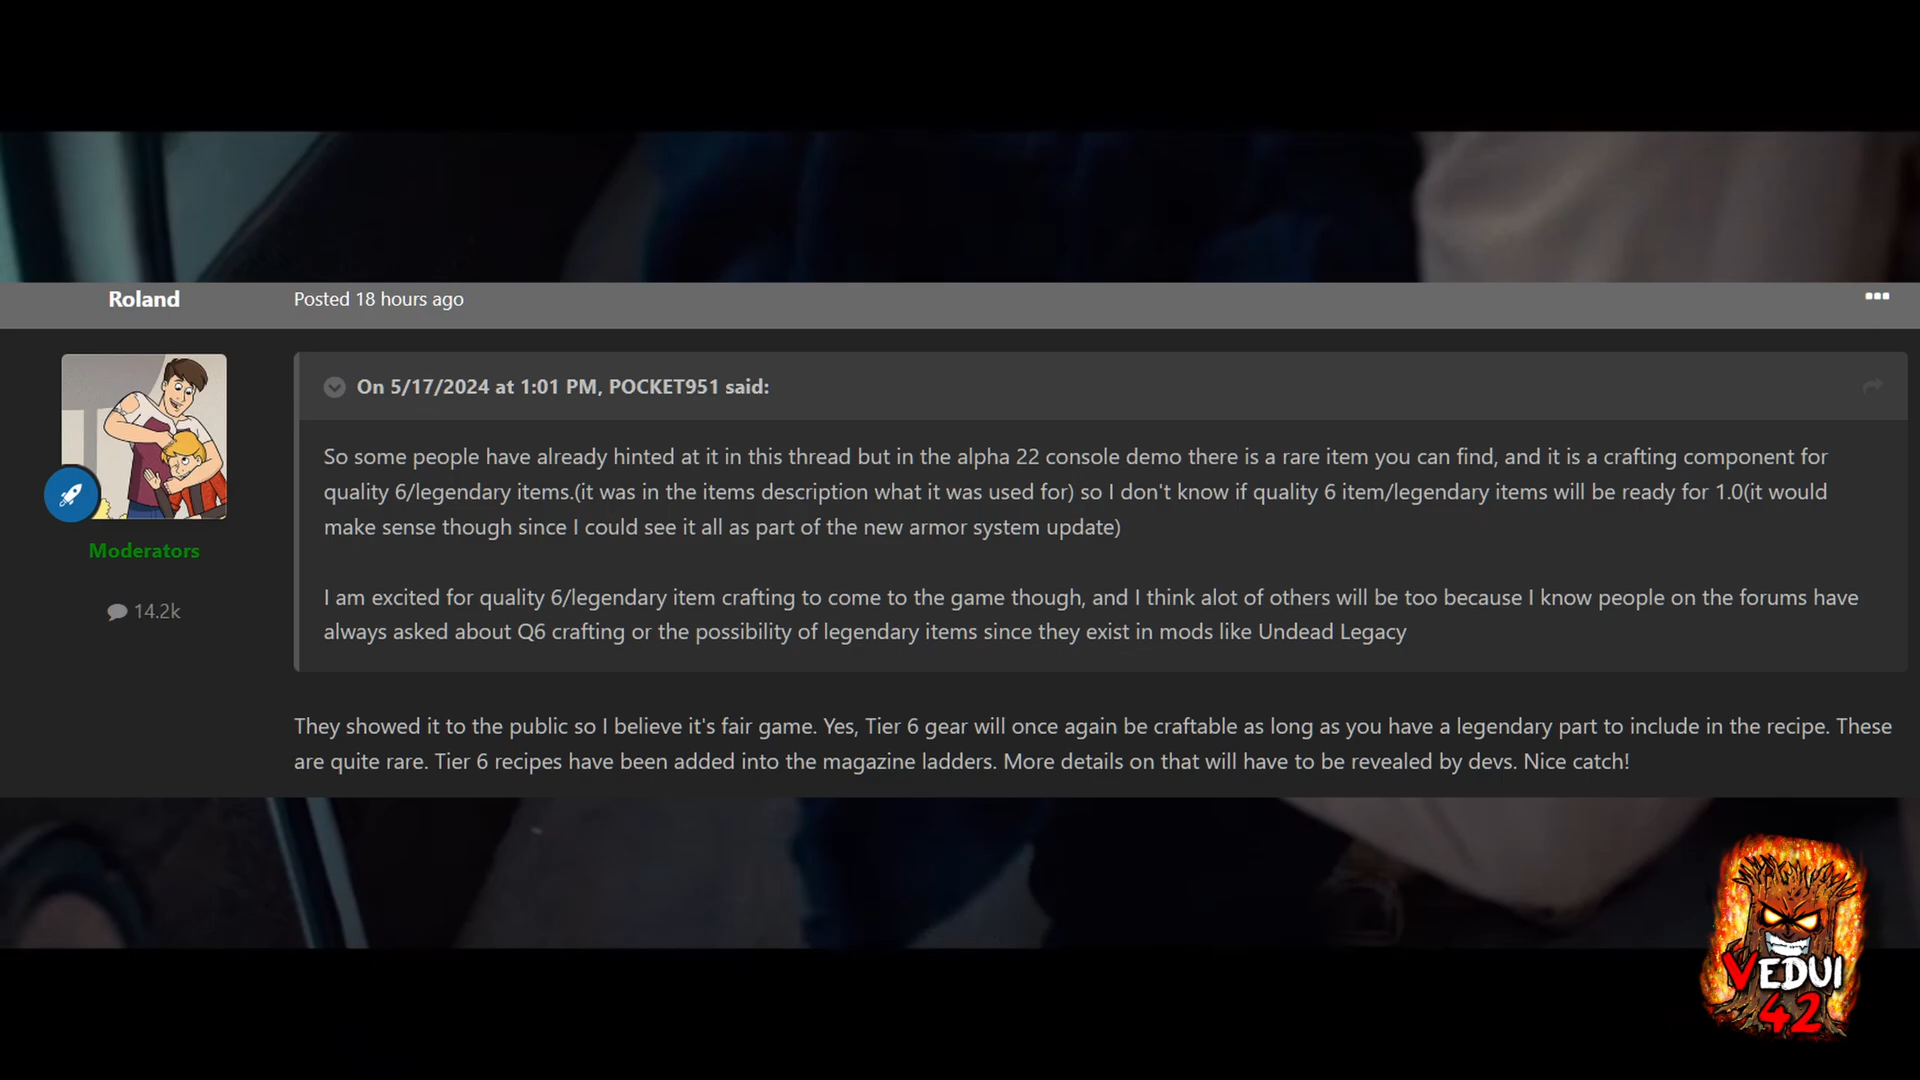 Roland
Posted 18 hours ago
On 5/17/2024 at 1:01 PM, POCKET951 said:
So some people have already hinted at it in this thread but in the alpha 22 console demo there is a rare item you can find, and it is a crafting component for
quality 6/legendary items.(it was in the items description what it was used for) so I don't know if quality 6 item/legendary items will be ready for 1.0(it would
make sense though since I could see it all as part of the new armor system update)
I am excited for quality 6/legendary item crafting to come to the game though, and I think alot of others will be too because I know people on the forums have
always asked about Q6 crafting or the possibility of legendary items since they exist in mods like Undead Legacy
Moderators
14.2k
They showed it to the public so I believe it's fair game. Yes, Tier 6 gear will once again be craftable as long as you have a legendary part to include in the recipe. These
are quite rare. Tier 6 recipes have been added into the magazine ladders. More details on that will have to be revealed by devs. Nice catch!
VEDUI
42